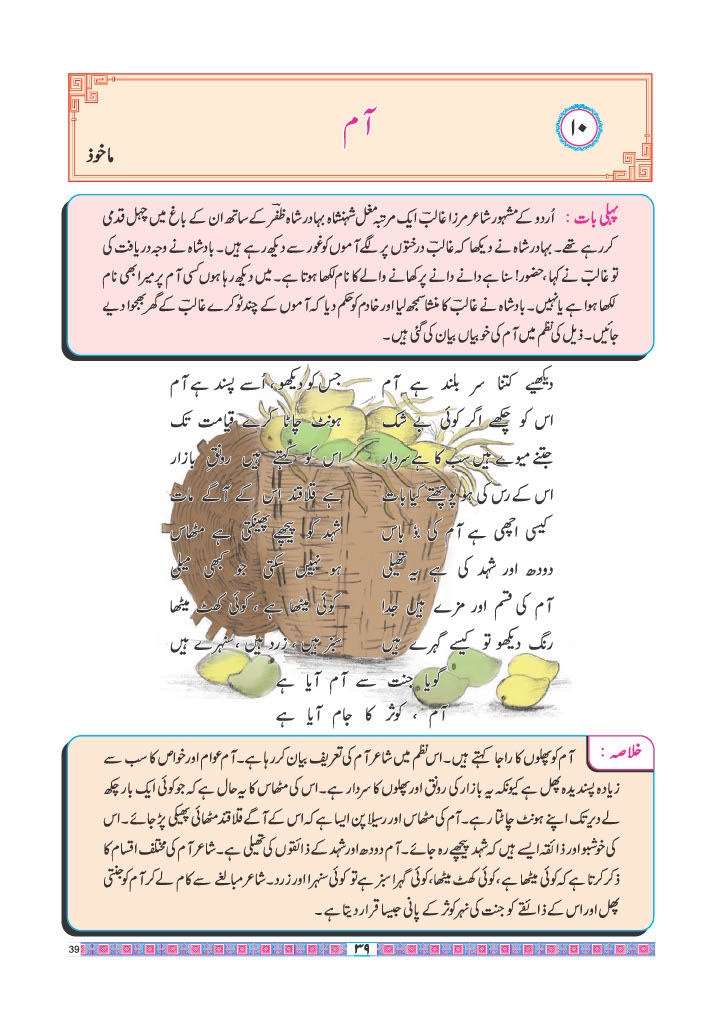 ۱۰
آم
ماخوذ
پہلی بات : اُردو کے مشہور شاعر مرزا غالبؔ ایک مرتبہ مغل شہنشاہ بہادر شاہ ظفرؔ کے ساتھ ان کے باغ میں چہل قدمی
کر رہے تھے۔ بہادر شاہ نے دیکھا کہ غالبؔ درختوں پر لگے آموں کو غور سے دیکھ رہے ہیں۔ بادشاہ نے وجہ دریافت کی
تو غالبؔ نے کہا، حضور! سنا ہے دانے دانے پر کھانے والے کا نام لکھا ہوتا ہے۔ میں دیکھ رہا ہوں کسی آم پر میرا بھی نام
لکھا ہوا ہے یا نہیں۔ بادشاہ نے غالبؔ کا منشا سمجھ لیا اور خادم کو حکم دیا کہ آموں کے چند ٹوکرے غالبؔ کے گھر بھجوا دیے
جائیں۔ ذیل کی نظم میں آم کی خوبیاں بیان کی گئی ہیں۔
دیکھیے کتنا سر بلند ہے آم جس کو دیکھو، اُسے پسند ہے آم
اس کو چکھے اگر کوئی بے شک ہونٹ چاٹا کرے قیامت تک
جتنے میوے ہیں سب کا ہے سردار اس کو کہتے ہیں رونقِ بازار
اس کے رس کی ہو پوچھتے کیا بات ہے قلاقند اس کے آگے مات
کیسی اچھی ہے آم کی بو باس شہد کو پیچھے پھینکتی ہے مٹھاس
دودھ اور شہد کی ہے یہ تھیلی ہو نہیں سکتی جو کبھی میلی
آم کی قسم اور مزے ہیں جدا کوئی میٹھا ہے، کوئی کھٹ میٹھا
رنگ دیکھو تو کیسے گہرے ہیں سبز ہیں، زرد ہیں، سنہرے ہیں
گویا جنت سے آم آیا ہے
آم، کوثر کا جام آیا ہے
خلاصہ : آم کو پھلوں کا راجا کہتے ہیں۔ اس نظم میں شاعر آم کی تعریف بیان کر رہا ہے۔ آم عوام اور خواص کا سب سے
زیادہ پسندیدہ پھل ہے کیونکہ یہ بازار کی رونق اور پھلوں کا سردار ہے۔ اس کی مٹھاس کا یہ حال ہے کہ جو کوئی ایک بار چکھ
لے دیر تک اپنے ہونٹ چاٹتا رہے۔ آم کی مٹھاس اور رسیلا پن ایسا ہے کہ اس کے آگے قلاقند مٹھائی پھیکی پڑ جائے۔ اس
کی خوشبو اور ذائقہ ایسے ہیں کہ شہد پیچھے رہ جائے۔ آم دودھ اور شہد کے ذائقوں کی تھیلی ہے۔ شاعر آم کی مختلف اقسام کا
ذکر کرتا ہے کہ کوئی میٹھا ہے، کوئی کھٹ میٹھا، کوئی گہرا سبز ہے تو کوئی سنہرا اور زرد۔ شاعر مبالغے سے کام لے کر آم کو جنتی
پھل اور اس کے ذائقے کو جنت کی نہر کوثر کے پانی جیسا قرار دیتا ہے۔
39
۳۹